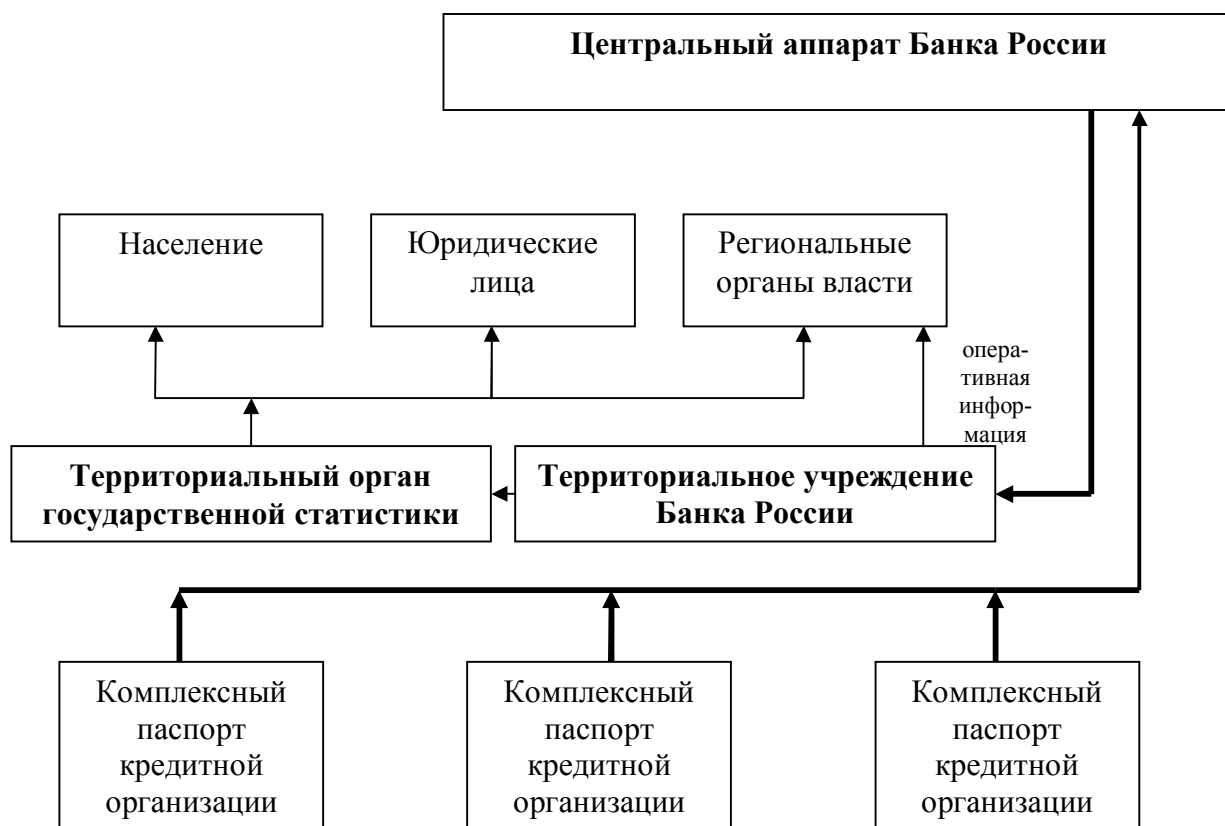 Центральный аппарат Банка России
Население
Юридические
лица
Региональные
органы власти
опера-
тивная
инфор-
мация
Территориальный орган
государственной статистики
Территориальное учреждение
Банка России
Комплексный
паспорт
кредитной
организации
Комплексный
паспорт
кредитной
организации
Комплексный
паспорт
кредитной
организации